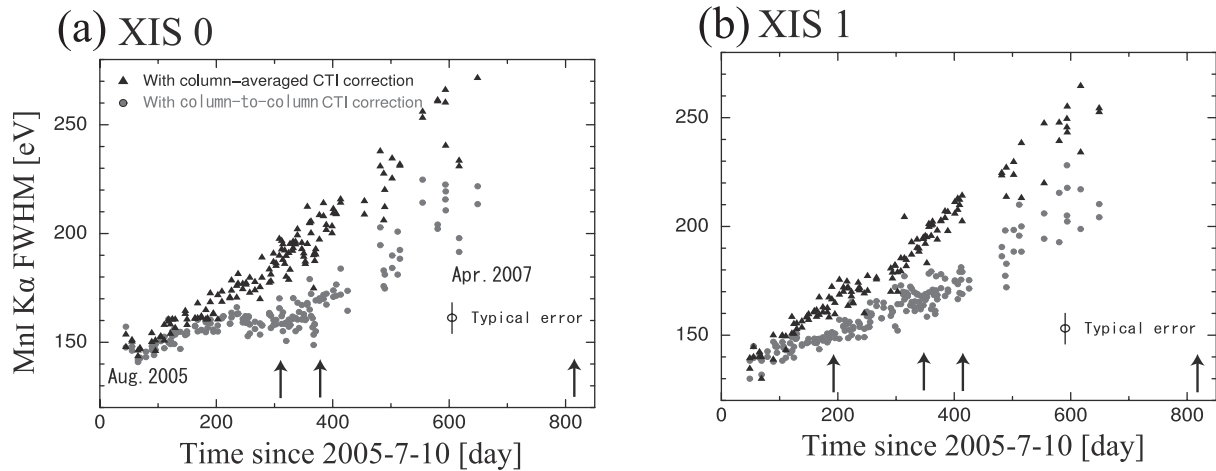 (a) XIS 0
With column-averaged CTI correction
With column-to-column CTI correction
MnI Kα FWHM [eV]
250
200
150
Apr.2007
Typical error
Aug.2005
0 200 400 600 800
Time since 2005-7-10 [day]
(b) XIS 1
250
200
150
Typical error
0 200 400 600 800
Time since 2005-7-10 [day]